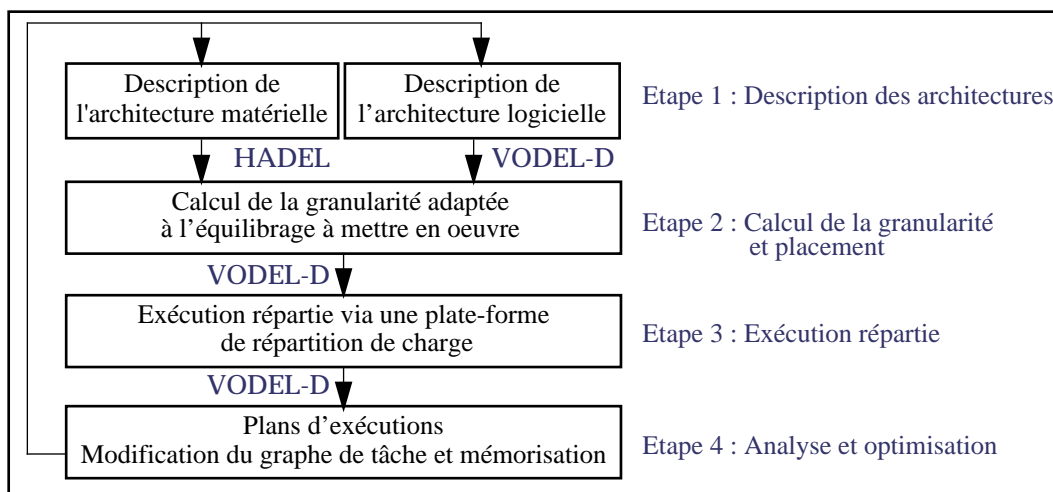 Description de
l'architecture matérielle
Description de
l’architecture logicielle
Etape 1 : Description des architectures
HADEL
VODEL-D
Calcul de la granularité adaptée
à l’équilibrage à mettre en oeuvre
Etape 2 : Calcul de la granularité
et placement
VODEL-D
Exécution répartie via une plate-forme
de répartition de charge
Etape 3 : Exécution répartie
VODEL-D
Plans d’exécutions
Modification du graphe de tâche et mémorisation
Etape 4 : Analyse et optimisation